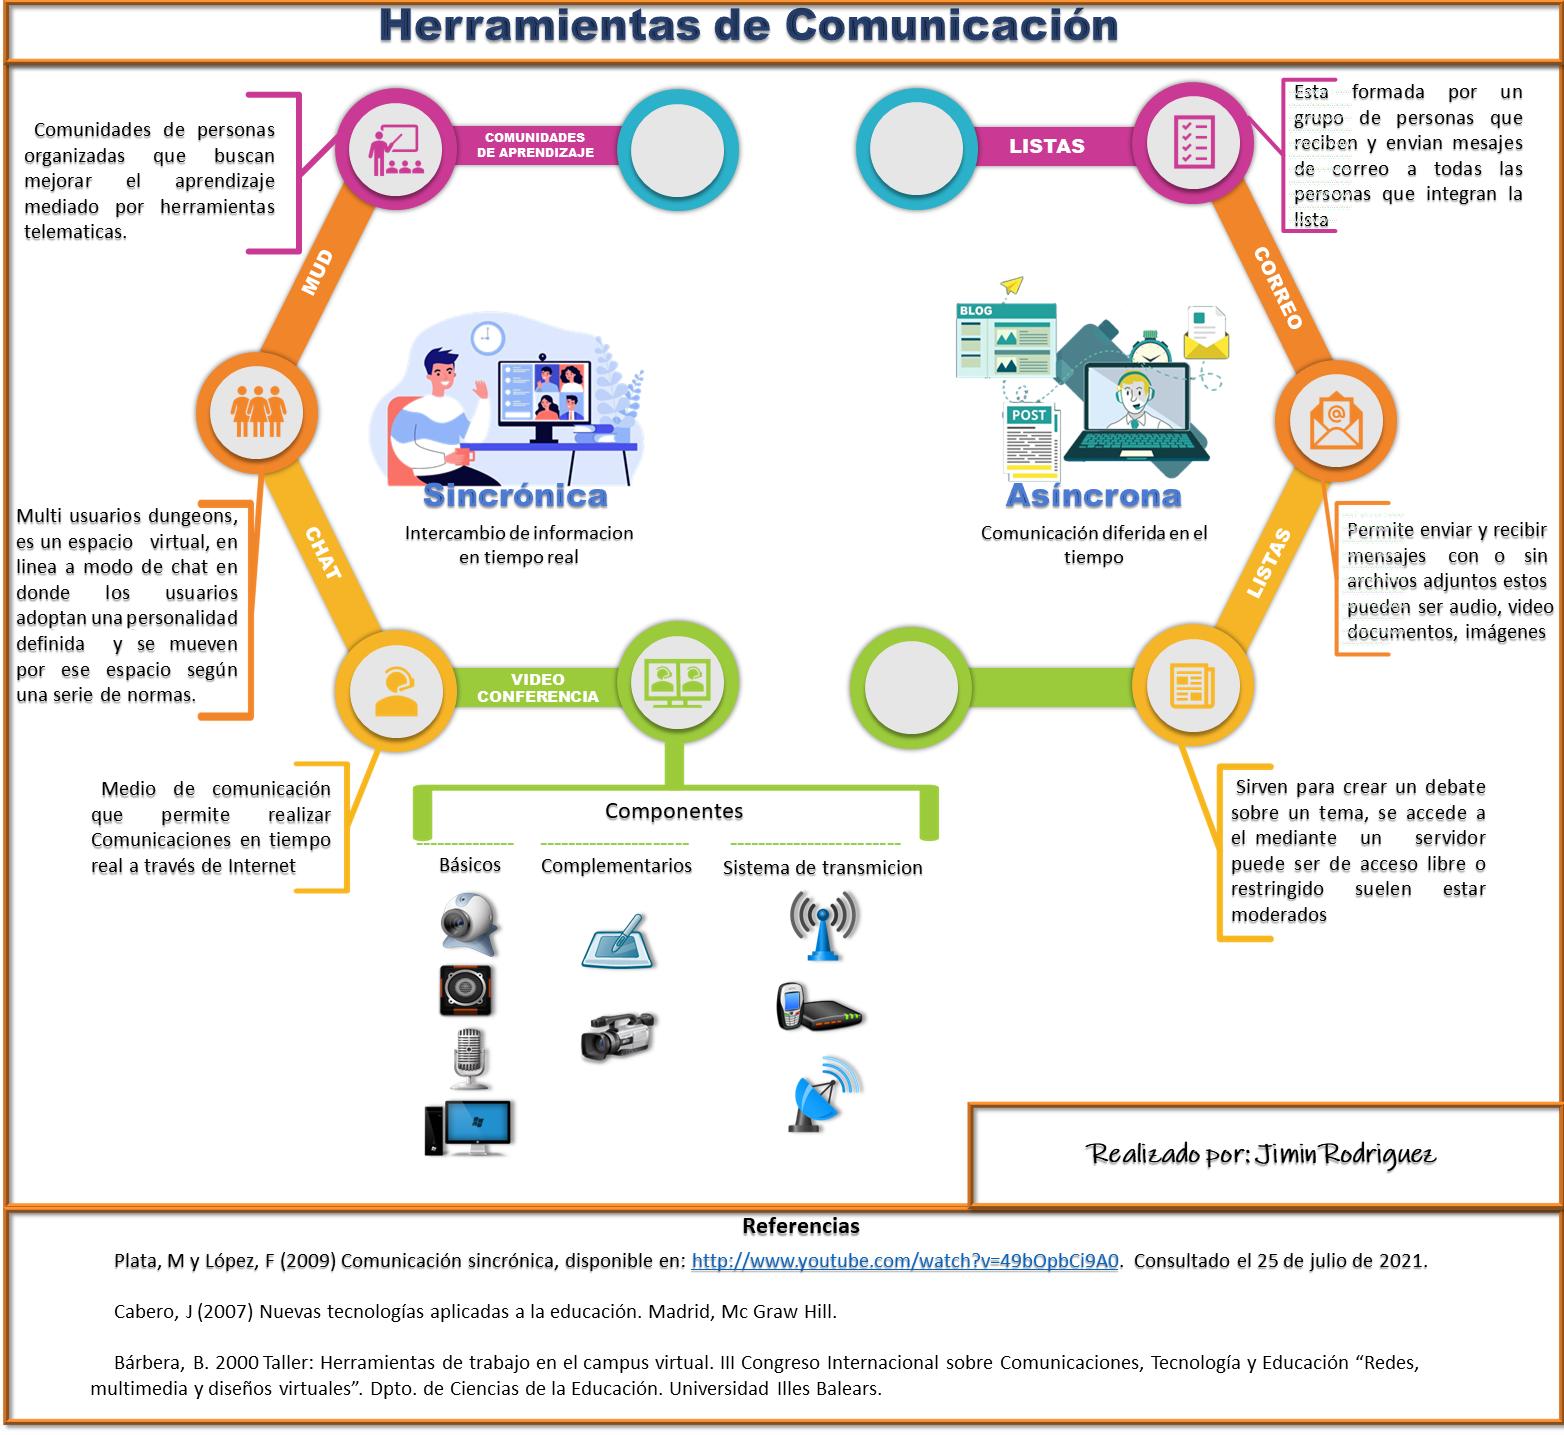 Herramientas de Comunicación
Comunidades de personas
organizadas que buscan
mejorar el aprendizaje
mediado por herramientas
telematicas.
COMUNIDADES
DE APRENDIZAJE
LISTAS
Esta formada por un
grupo de personas que
reciben y envian mesajes
de correo a todas las
personas que integran la
lista
MUD
CORREO
BLOG
POST
Sincrónica
Intercambio de informacion
en tiempo real
Asíncrona
Comunicación diferida en el
tiempo
Multi usuarios dungeons,
es un espacio virtual, en
linea a modo de chat en
donde los usuarios
adoptan una personalidad
definida y se mueven
por ese espacio según
una serie de normas.
CHAT
LISTAS
Permite enviar y recibir
mensajes con o sin
archivos adjuntos estos
pueden ser audio, video
documentos, imágenes
VIDEO
CONFERENCIA
Medio de comunicación
que permite realizar
Comunicaciones en tiempo
real a través de Internet
Componentes
Básicos
Complementarios
Sistema de transmicion
Sirven para crear un debate
sobre un tema, se accede a
el mediante un servidor
puede ser de acceso libre o
restringido suelen estar
moderados
Realizado por: Jimin Rodriguez
Referencias
Plata, M y López, F (2009) Comunicación sincrónica, disponible en: http://www.youtube.com/watch?v=49bOpbCi9A0. Consultado el 25 de julio de 2021.
Cabero, J (2007) Nuevas tecnologías aplicadas a la educación. Madrid, Mc Graw Hill.
Bárbera, B. 2000 Taller: Herramientas de trabajo en el campus virtual. III Congreso Internacional sobre Comunicaciones, Tecnología y Educación “Redes,
multimedia y diseños virtuales”. Dpto. de Ciencias de la Educación. Universidad Illes Balears.